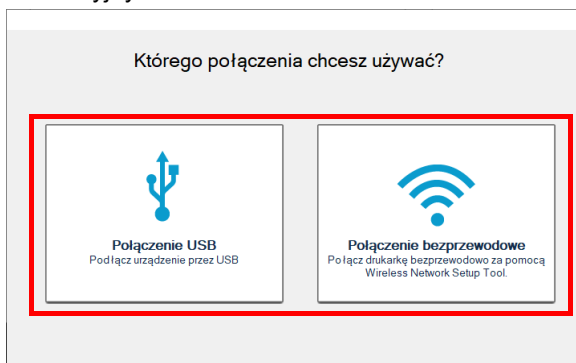 Którego połączenia chcesz używać?
Połączenie USB
Podłącz urządzenie przez USB
Połączenie bezprzewodowe
Połącz drukarkę bezprzewodowo za pomocą
Wireless Network Setup Tool.